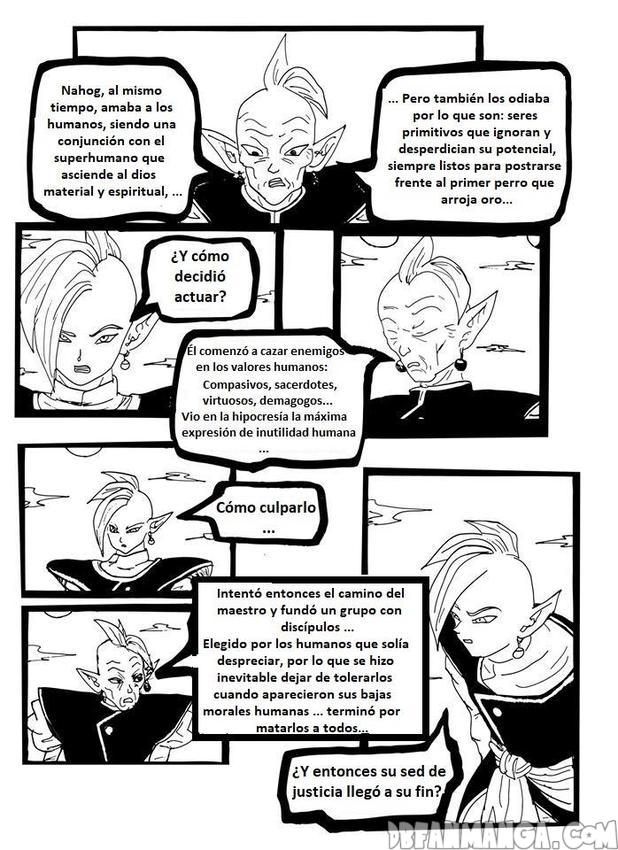 Nahog, al mismo
tiempo, amaba a los
humanos, siendo una
conjunción con el
superhumano que
asciende al dios
material y espiritual, ...
... Pero también los odiaba
por lo que son: seres
primitivos que ignoran y
desperdician su potencial,
siempre listos para postrarse
frente al primer perro que
arroja oro...
¿Y cómo
decidió
actuar?
Él comenzó a cazar enemigos
en los valores humanos:
Compasivos, sacerdotes,
virtuosos, demagogos...
Vio en la hipocresía la máxima
expresión de inutilidad humana
...
Cómo culparlo
...
Intentó entonces el camino del
maestro y fundó un grupo con
discípulos ...
Elegido por los humanos que solía
despreciar, por lo que se hizo
inevitable dejar de tolerarlos
cuando aparecieron sus bajas
morales humanas ... terminó por
matarlos a todos...
¿Y entonces su sed de
justicia llegó a su fin?
DBFANMANGA.COM